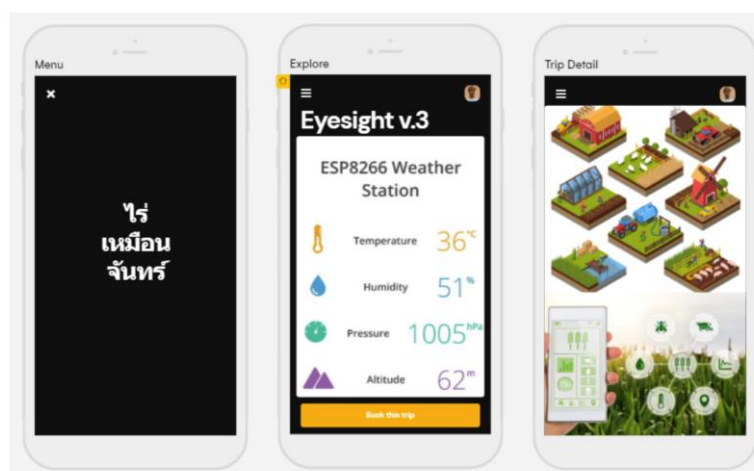 Menu
ไร่
เหมือน
จันทร์
Explore
Eyesight v.3
ESP8266 Weather
Station
Temperature 36°C
Humidity 51%
Pressure 1005hPa
Altitude 62m
Book this trip
Trip Detail